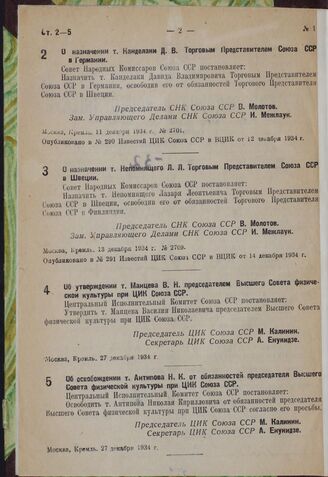 Ст. 2—5
— 2 —
№ 1
2 О назначении т. Канделаки Д. В. Торговым Представителем Союза ССР
в Германии.
Совет Народных Комиссаров Союза ССР постановляет:
Назначить т. Канделаки Давида Владимировича Торговым Представителем
Союза ССР в Германии, освободив его от обязанностей Торгового Представителя
Союза ССР в Швеции.
Председатель СНК Союза ССР В. Молотов.
Зам. Управляющего Делами СНК Союза ССР И. Межлаук.
Москва, Кремль. 11 декабря 1934 г. № 2704.
Опубликовано в № 290 Известий ЦИК Союза ССР и ВЦИК от 12 декабря 1934 г.
3 О назначении т. Непомнящего Л. Л. Торговым Представителем Союза ССР
в Швеции.
Совет Народных Комиссаров Союза ССР постановляет:
Назначить т. Непомнящего Лазаря Леонтьевича Торговым Представителем
Союза ССР в Швеции, освободив его от обязанностей Торгового Представителя Союза
ССР в Финляндии.
Председатель СНК Союза ССР В. Молотов.
Зам. Управляющего Делами СНК Союза ССР И. Межлаук.
Москва, Кремль. 13 декабря 1934 г. № 2709.
Опубликовано в № 291 Известий ЦИК Союза ССР и ВЦИК от 14 декабря 1934 г.
4 Об утверждении т. Манцева В. Н. председателем Высшего Совета физиче-
ской культуры при ЦИК Союза ССР.
Центральный Исполнительный Комитет Союза ССР постановляет:
Утвердить т. Манцева Василия Николаевича председателем Высшего Совета
физической культуры при ЦИК Союза ССР.
Председатель ЦИК Союза ССР М. Калинин.
Секретарь ЦИК Союза ССР А. Енукидзе.
Москва, Кремль. 27 декабря 1934 г.
5 Об освобождении т. Антипова Н. К. от обязанностей председателя Высшего
Совета физической культуры при ЦИК Союза ССР.
Центральный Исполнительный Комитет Союза ССР постановляет:
Освободить т. Антипова Николая Кирилловича от обязанностей председателя
Высшего Совета физической культуры при ЦИК Союза ССР согласно его просьбы.
Председатель ЦИК Союза ССР М. Калинин.
Секретарь ЦИК Союза ССР А. Енукидзе.
Москва, Кремль. 27 декабря 1934 г.